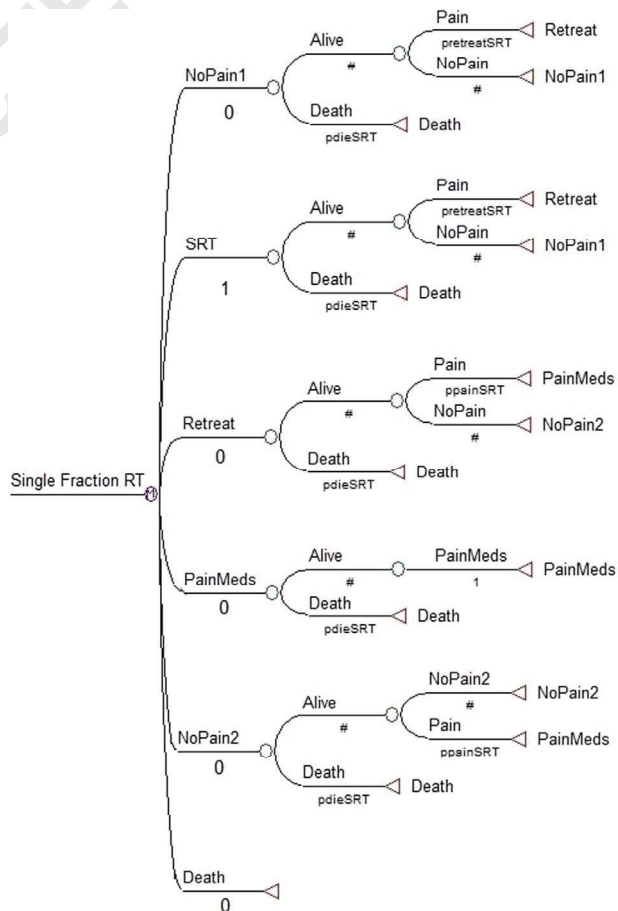 Pain
Alive
pretreatSRT
Retreat
NoPain
NoPain1
#
0
#
NoPain1
Death
pdieSRT
Death
Pain
Alive
pretreatSRT
Retreat
NoPain
SRT
#
1
#
NoPain1
Death
pdieSRT
Death
Pain
Alive
ppainSRT
PainMeds
NoPain
Retreat
#
0
#
NoPain2
Death
pdieSRT
Death
Single Fraction RT
M
Alive
PainMeds
PainMeds
#
1
PainMeds
0
Death
pdieSRT
Death
NoPain2
Alive
#
NoPain2
Pain
NoPain2
#
0
ppainSRT
PainMeds
Death
pdieSRT
Death
Death
0